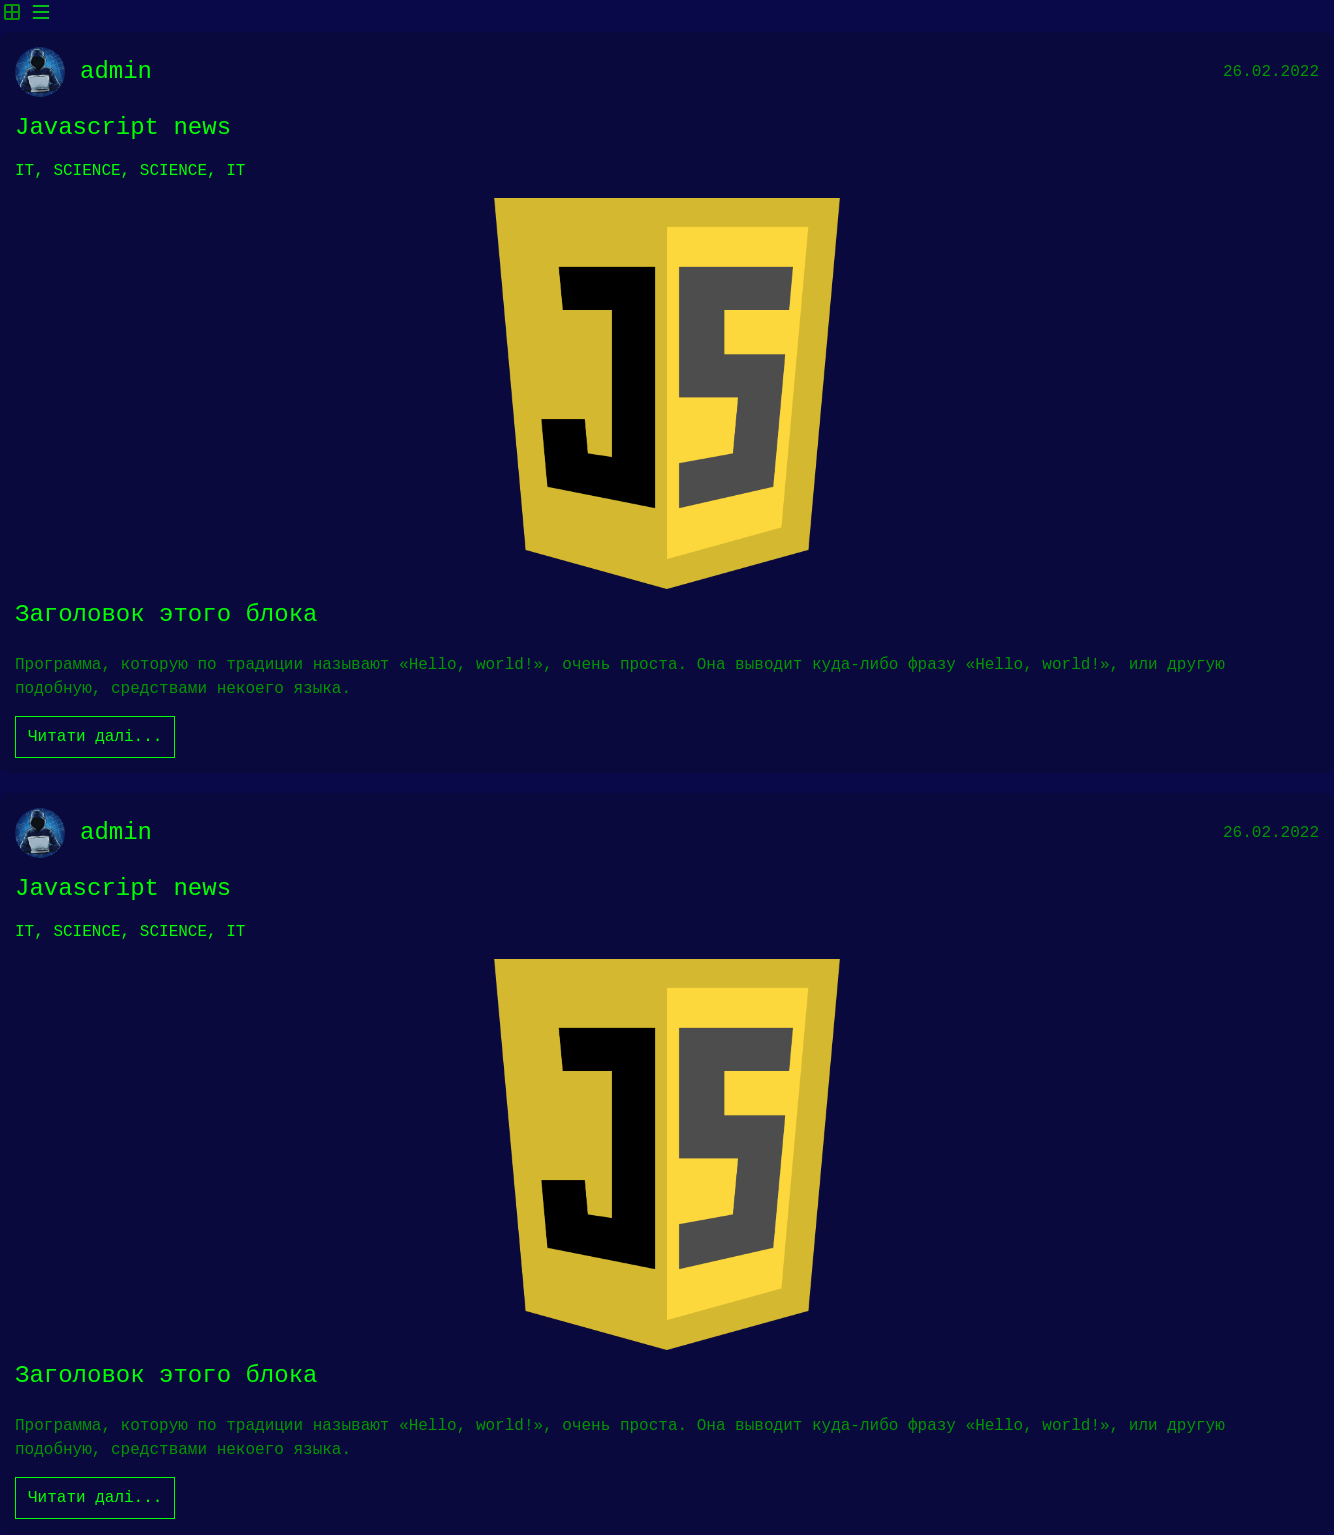 admin
26.02.2022
Javascript news
IT, SCIENCE, SCIENCE, IT
JS
Заголовок этого блока
Программа, которую по традиции называют «Hello, world!», очень проста. Она выводит куда-либо фразу «Hello, world!», или другую
подобную, средствами некоего языка.
Читати далі...
admin
26.02.2022
Javascript news
IT, SCIENCE, SCIENCE, IT
JS
Заголовок этого блока
Программа, которую по традиции называют «Hello, world!», очень проста. Она выводит куда-либо фразу «Hello, world!», или другую
подобную, средствами некоего языка.
Читати далі...